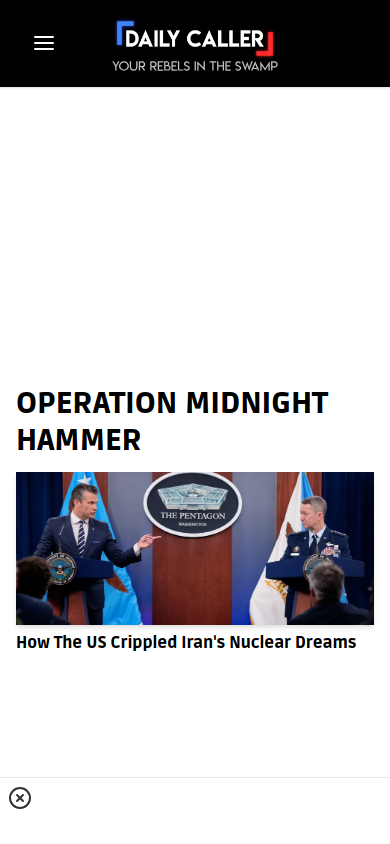 DAILY CALLER
YOUR REBELS IN THE SWAMP
OPERATION MIDNIGHT
HAMMER
THE PENTAGON
WASHINGTON
How The US Crippled Iran's Nuclear Dreams